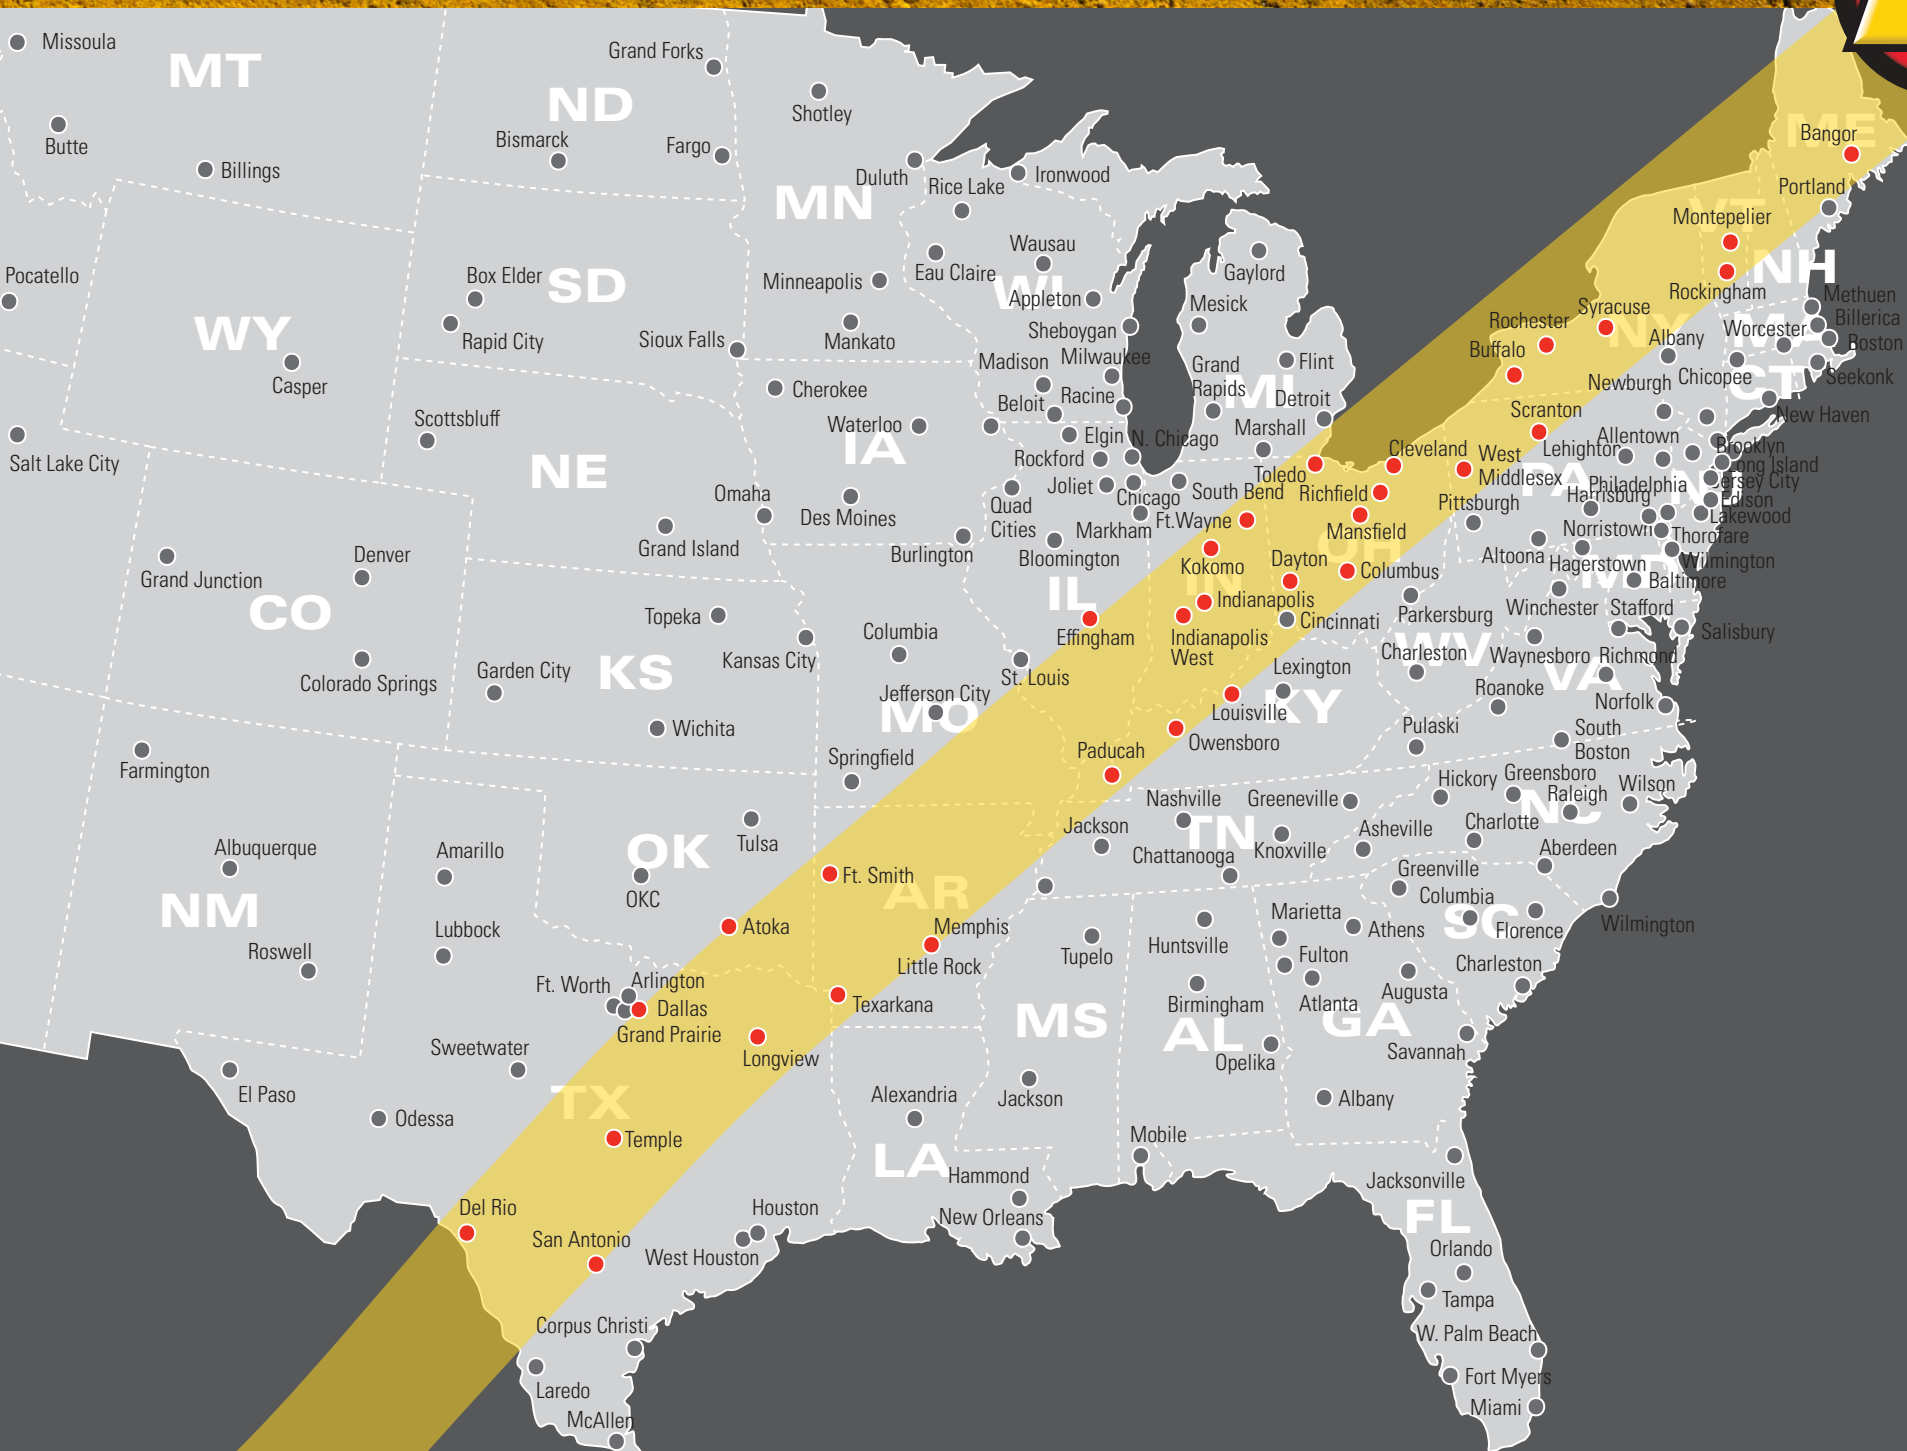 Missoula
MT
Grand Forks
ND
Shotley
Butte
Billings
Bismarck
Fargo
Duluth
Rice Lake
Ironwood
MN
Bangor
ME
Portland
Montepelier
VT
Pocatello
Box Elder
SD
Minneapolis
Eau Claire
Wausau
WI
Appleton
Gaylord
Mesick
NH
Rockingham
Methuen
WY
Rapid City
Sioux Falls
Mankato
Sheboygan
Syracuse
Rochester
NY
Albany
Worcester
MA
Billerica
Boston
Casper
Madison
Milwaukee
Grand
Rapids
Flint
MI
Buffalo
Newburgh
Chicopee
CT
Seekonk
Cherokee
Scottsbluff
Waterloo
IA
Beloit
Racine
Detroit
Marshall
Scranton
New Haven
Salt Lake City
NE
Omaha
Des Moines
Elgin
N. Chicago
Rockford
Joliet
Chicago
South Bend
Toledo
Cleveland
Richfield
Mansfield
OH
West
Middlesex
Lehighton
Allentown
Brooklyn
Long Island
Jersey City
Edison
Lakewood
PA
NJ
Philadelphia
Harrisburg
Pittsburgh
Norristown
Thorofare
Wilmington
Grand Island
Burlington
Quad
Cities
Bloomington
Markham
Ft.Wayne
Kokomo
IN
Dayton
Columbus
Altoona
Hagerstown
MD
Baltimore
Grand Junction
Denver
CO
Colorado Springs
Topeka
Kansas City
Columbia
IL
Effingham
Indianapolis
Indianapolis
West
Cincinnati
Parkersburg
Winchester
Stafford
Salisbury
Garden City
KS
Wichita
Jefferson City
MO
St. Louis
Lexington
Louisville
KY
Charleston
WV
Waynesboro
Richmond
VA
Roanoke
Norfolk
Farmington
Springfield
Paducah
Owensboro
Pulaski
South
Boston
Albuquerque
NM
Roswell
Amarillo
Lubbock
OK
OKC
Tulsa
Ft. Smith
AR
Atoka
Memphis
Little Rock
Nashville
TN
Jackson
Chattanooga
Greeneville
Knoxville
Asheville
Hickory
Greensboro
Raleigh
NC
Wilson
Charlotte
Aberdeen
Greenville
Columbia
SC
Florence
Wilmington
Ft. Worth
Arlington
Dallas
Grand Prairie
Texarkana
Longview
Tupelo
Huntsville
Birmingham
Marietta
Athens
Fulton
Atlanta
Augusta
Charleston
MS
AL
GA
Savannah
El Paso
Sweetwater
Odessa
TX
Temple
Alexandria
Jackson
Opelika
Albany
LA
Mobile
Hammond
New Orleans
Jacksonville
Del Rio
San Antonio
Houston
West Houston
Corpus Christi
Laredo
McAllen
FL
Orlando
Tampa
W. Palm Beach
Fort Myers
Miami